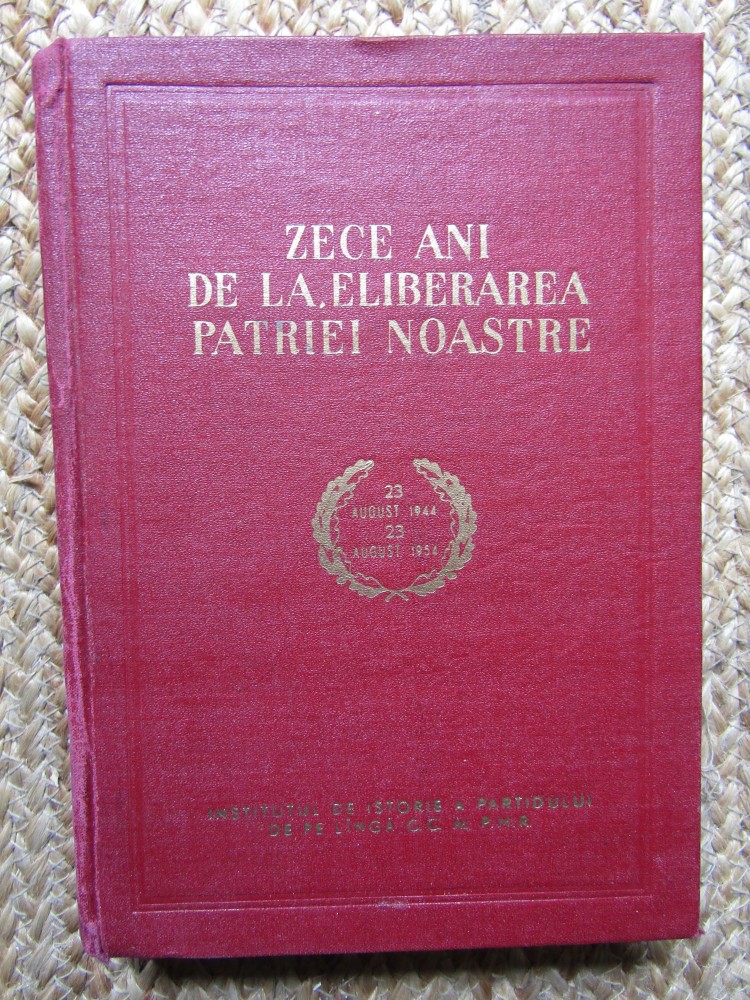 ZECE ANI
DE LA ELIBERAREA
PATRIEI NOASTRE
23
AUGUST 1944
23
AUGUST 1954
INSTITUTUL DE ISTORIE A PARTIDULUI
DE PE LÎNGĂ C.C. AL P.M.R.